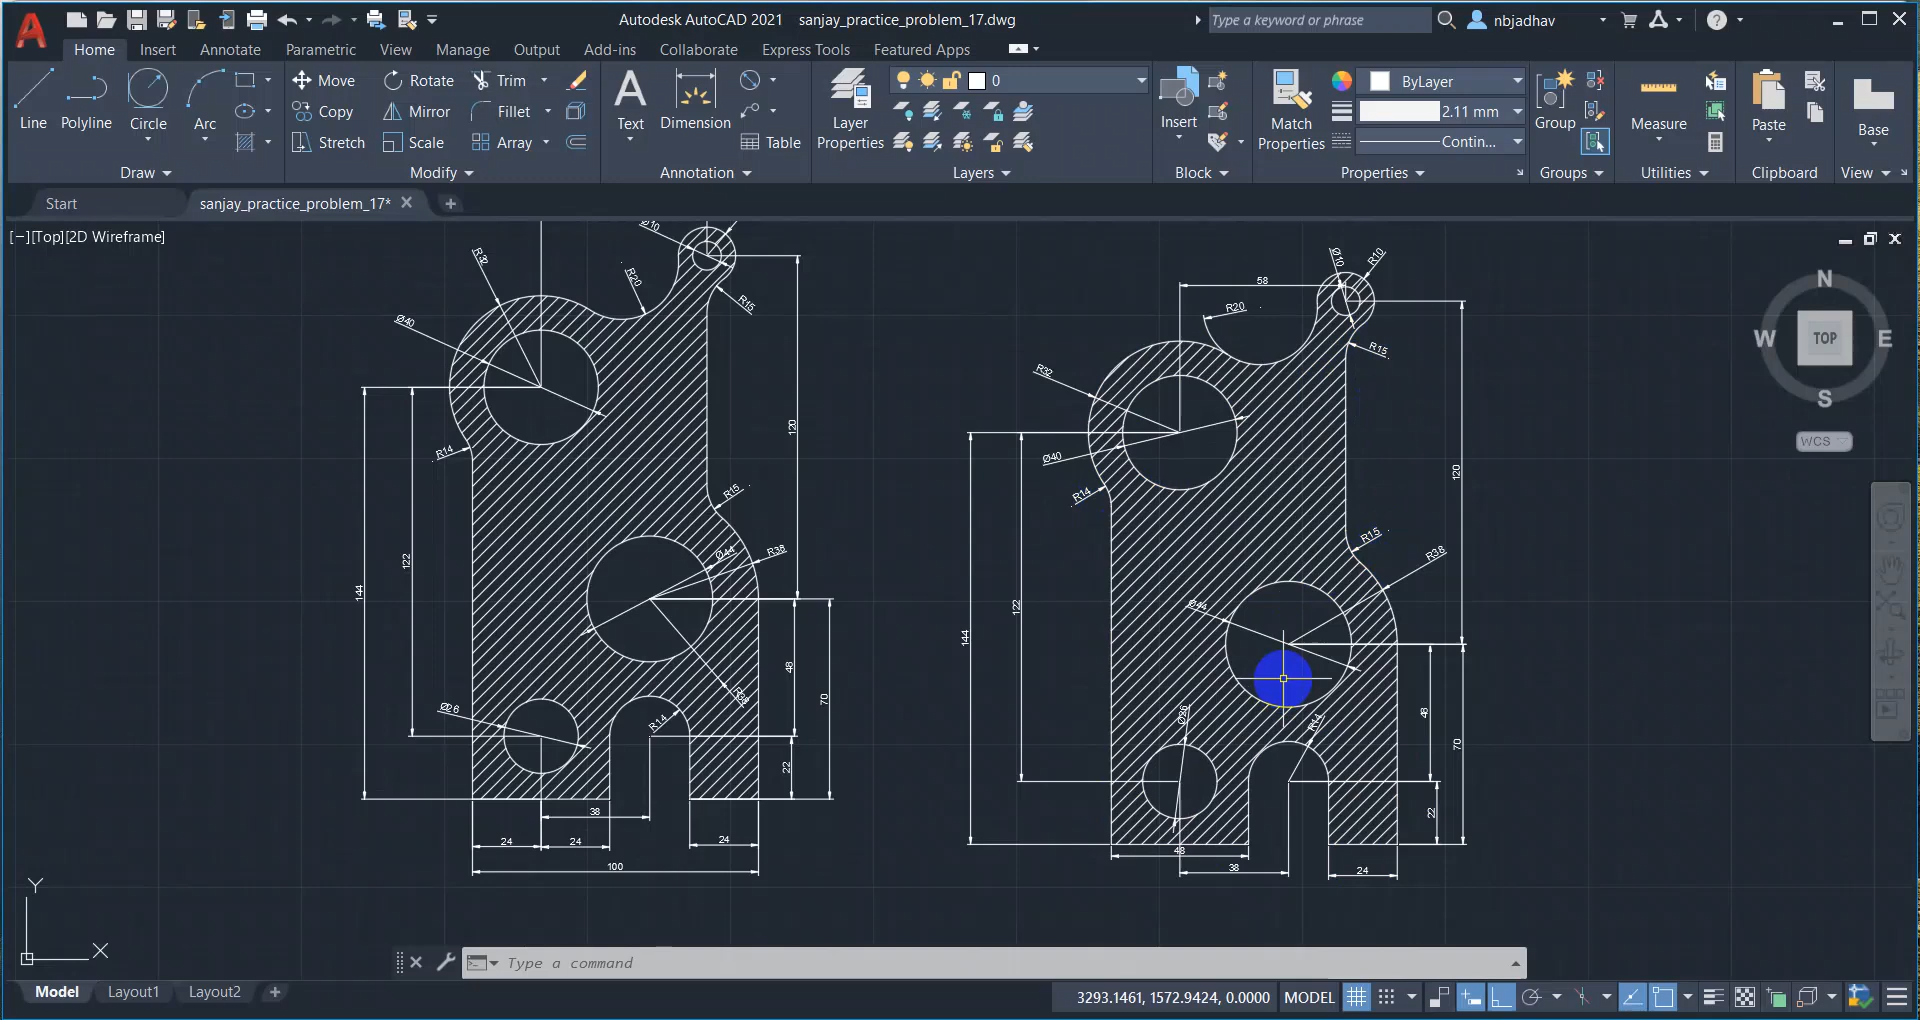 Autodesk AutoCAD 2021 sanjay_practice_problem_17.dwg
Type a keyword or phrase
nbjadhav
Home Insert Annotate Parametric View Manage Output Add-ins Collaborate Express Tools Featured Apps
Line Polyline Circle Arc
Move Rotate Trim
Copy Mirror Fillet
Stretch Scale Array
Text Dimension Table
Layer Properties
0
Insert
Match Properties
ByLayer
2.11 mm
Contin...
Group
Measure
Paste
Base
Draw Modify Annotation Layers Block Properties Groups Utilities Clipboard View
Start sanjay_practice_problem_17*
[−][Top][2D Wireframe]
Ø10
R32
R20
R15
Ø40
120
R14
R15
Ø44
R38
122
144
48
70
Ø26
R14
22
38
24 24 24
100
58
Ø10
R10
R20
R15
R32
Ø40
120
R14
R15
R38
122
144
Ø44
48
70
Ø26
R14
22
48
38
24
N
W TOP E
S
WCS
Y
X
Type a command
Model Layout1 Layout2
3293.1461, 1572.9424, 0.0000 MODEL